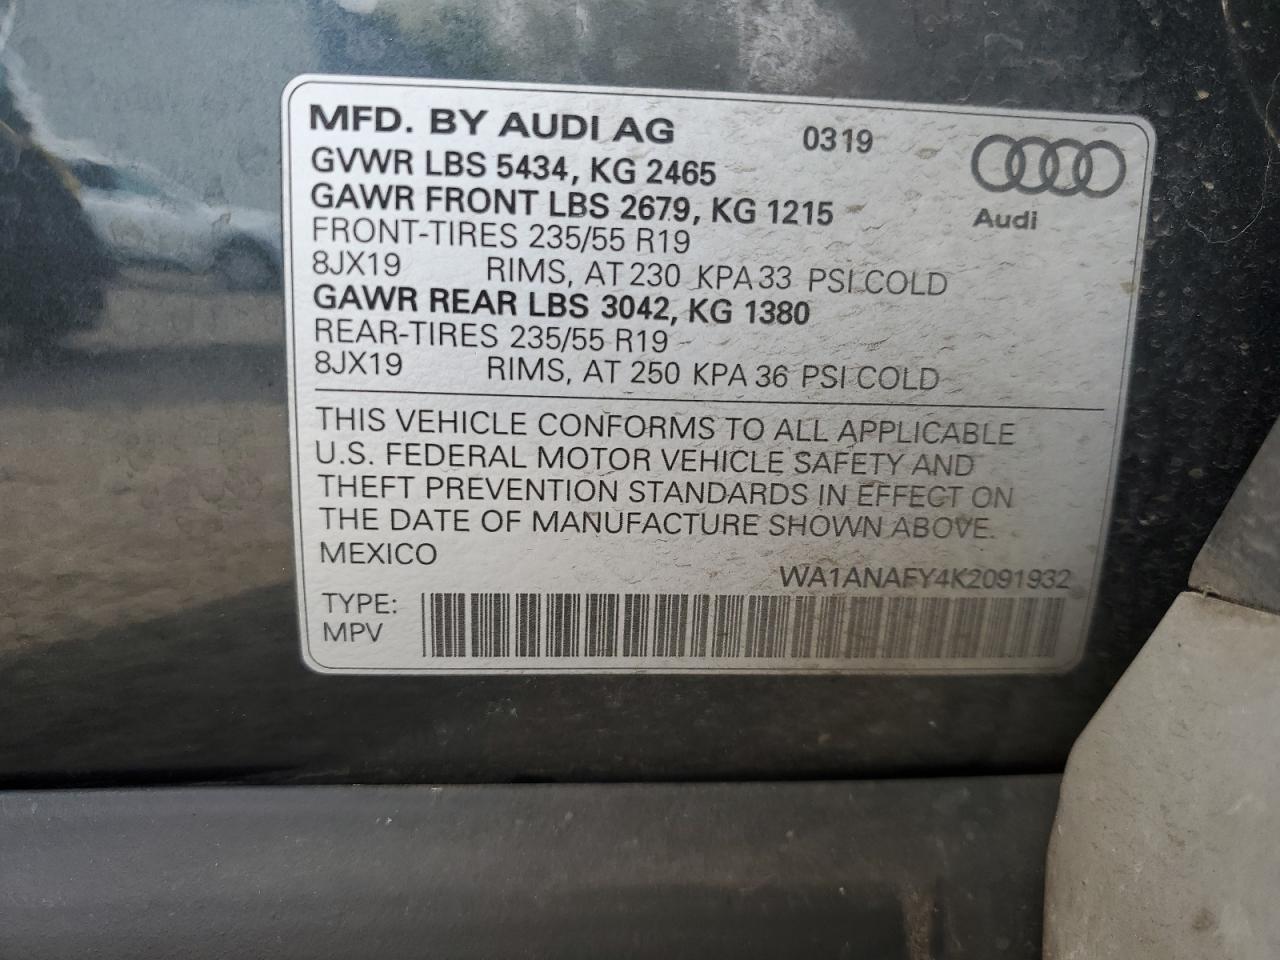 MFD. BY AUDI AG 0319
GVWR LBS 5434, KG 2465
GAWR FRONT LBS 2679, KG 1215
Audi
FRONT-TIRES 235/55 R19
8JX19 RIMS, AT 230 KPA 33 PSI COLD
GAWR REAR LBS 3042, KG 1380
REAR-TIRES 235/55 R19
8JX19 RIMS, AT 250 KPA 36 PSI COLD
THIS VEHICLE CONFORMS TO ALL APPLICABLE
U.S. FEDERAL MOTOR VEHICLE SAFETY AND
THEFT PREVENTION STANDARDS IN EFFECT ON
THE DATE OF MANUFACTURE SHOWN ABOVE.
MEXICO
WA1ANAFY4K2091932
TYPE:
MPV